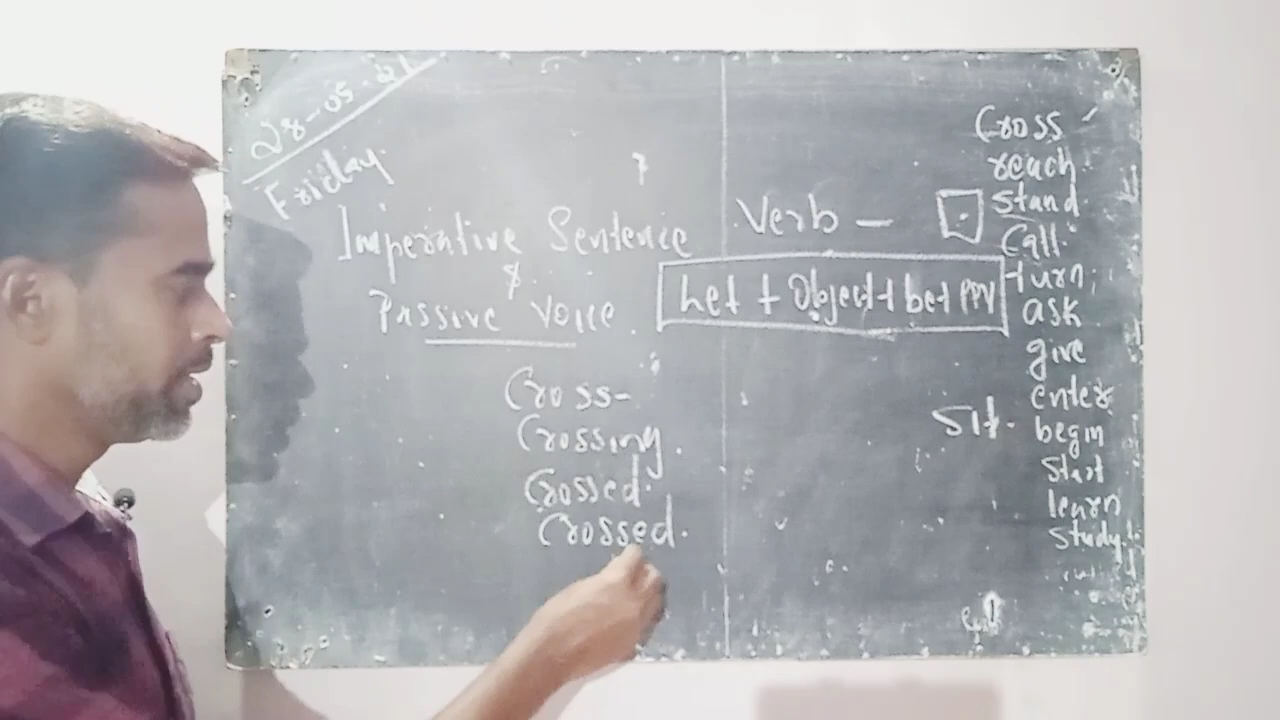 28-05-21
Friday.
Imperative Sentence
&
Passive Voice.
Cross-
Crossing.
Crossed.
Crossed.
Verb -
Let + Object + be + PPV
Cross
reach
Stand
Call
turn,
ask
give
enter
Sit-
begin
Start
learn
Study